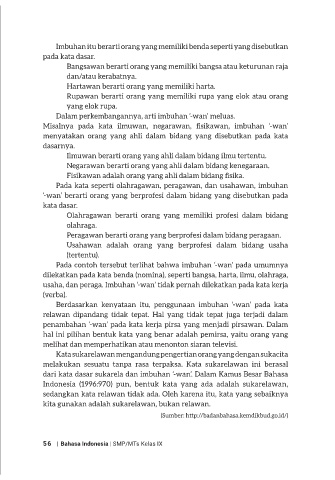 Imbuhan itu berarti orang yang memiliki benda seperti yang disebutkan
pada kata dasar.
Bangsawan berarti orang yang memiliki bangsa atau keturunan raja
dan/atau kerabatnya.
Hartawan berarti orang yang memiliki harta.
Rupawan berarti orang yang memiliki rupa yang elok atau orang
yang elok rupa.
Dalam perkembangannya, arti imbuhan '-wan' meluas.
Misalnya pada kata ilmuwan, negarawan, fisikawan, imbuhan '-wan'
menyatakan orang yang ahli dalam bidang yang disebutkan pada kata
dasarnya.
Ilmuwan berarti orang yang ahli dalam bidang ilmu tertentu.
Negarawan berarti orang yang ahli dalam bidang kenegaraan.
Fisikawan adalah orang yang ahli dalam bidang fisika.
Pada kata seperti olahragawan, peragawan, dan usahawan, imbuhan
'-wan' berarti orang yang berprofesi dalam bidang yang disebutkan pada
kata dasar.
Olahragawan berarti orang yang memiliki profesi dalam bidang
olahraga.
Peragawan berarti orang yang berprofesi dalam bidang peragaan.
Usahawan adalah orang yang berprofesi dalam bidang usaha
(tertentu).
Pada contoh tersebut terlihat bahwa imbuhan '-wan' pada umumnya
dilekatkan pada kata benda (nomina), seperti bangsa, harta, ilmu, olahraga,
usaha, dan peraga. Imbuhan '-wan' tidak pernah dilekatkan pada kata kerja
(verba).
Berdasarkan kenyataan itu, penggunaan imbuhan '-wan' pada kata
relawan dipandang tidak tepat. Hal yang tidak tepat juga terjadi dalam
penambahan '-wan' pada kata kerja pirsa yang menjadi pirsawan. Dalam
hal ini pilihan bentuk kata yang benar adalah pemirsa, yaitu orang yang
melihat dan memperhatikan atau menonton siaran televisi.
Kata sukarelawan mengandung pengertian orang yang dengan sukacita
melakukan sesuatu tanpa rasa terpaksa. Kata sukarelawan ini berasal
dari kata dasar sukarela dan imbuhan '-wan'. Dalam Kamus Besar Bahasa
Indonesia (1996:970) pun, bentuk kata yang ada adalah sukarelawan,
sedangkan kata relawan tidak ada. Oleh karena itu, kata yang sebaiknya
kita gunakan adalah sukarelawan, bukan relawan.
(Sumber: http://badanbahasa.kemdikbud.go.id/)
56 | Bahasa Indonesia | SMP/MTs Kelas IX